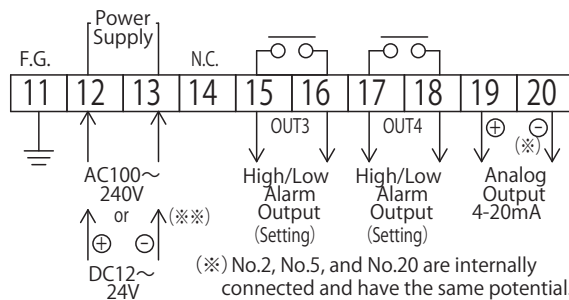 Power
Supply
F.G.
N.C.
11 12 13 14 15 16 17 18 19 20
OUT3
OUT4
⊕ ⊖
(※)
AC100～
240V
or
(※※)
⊕ ⊖
DC12～
24V
High/Low
Alarm
Output
(Setting)
High/Low
Alarm
Output
(Setting)
Analog
Output
4-20mA
(※) No.2, No.5, and No.20 are internally
connected and have the same potential.